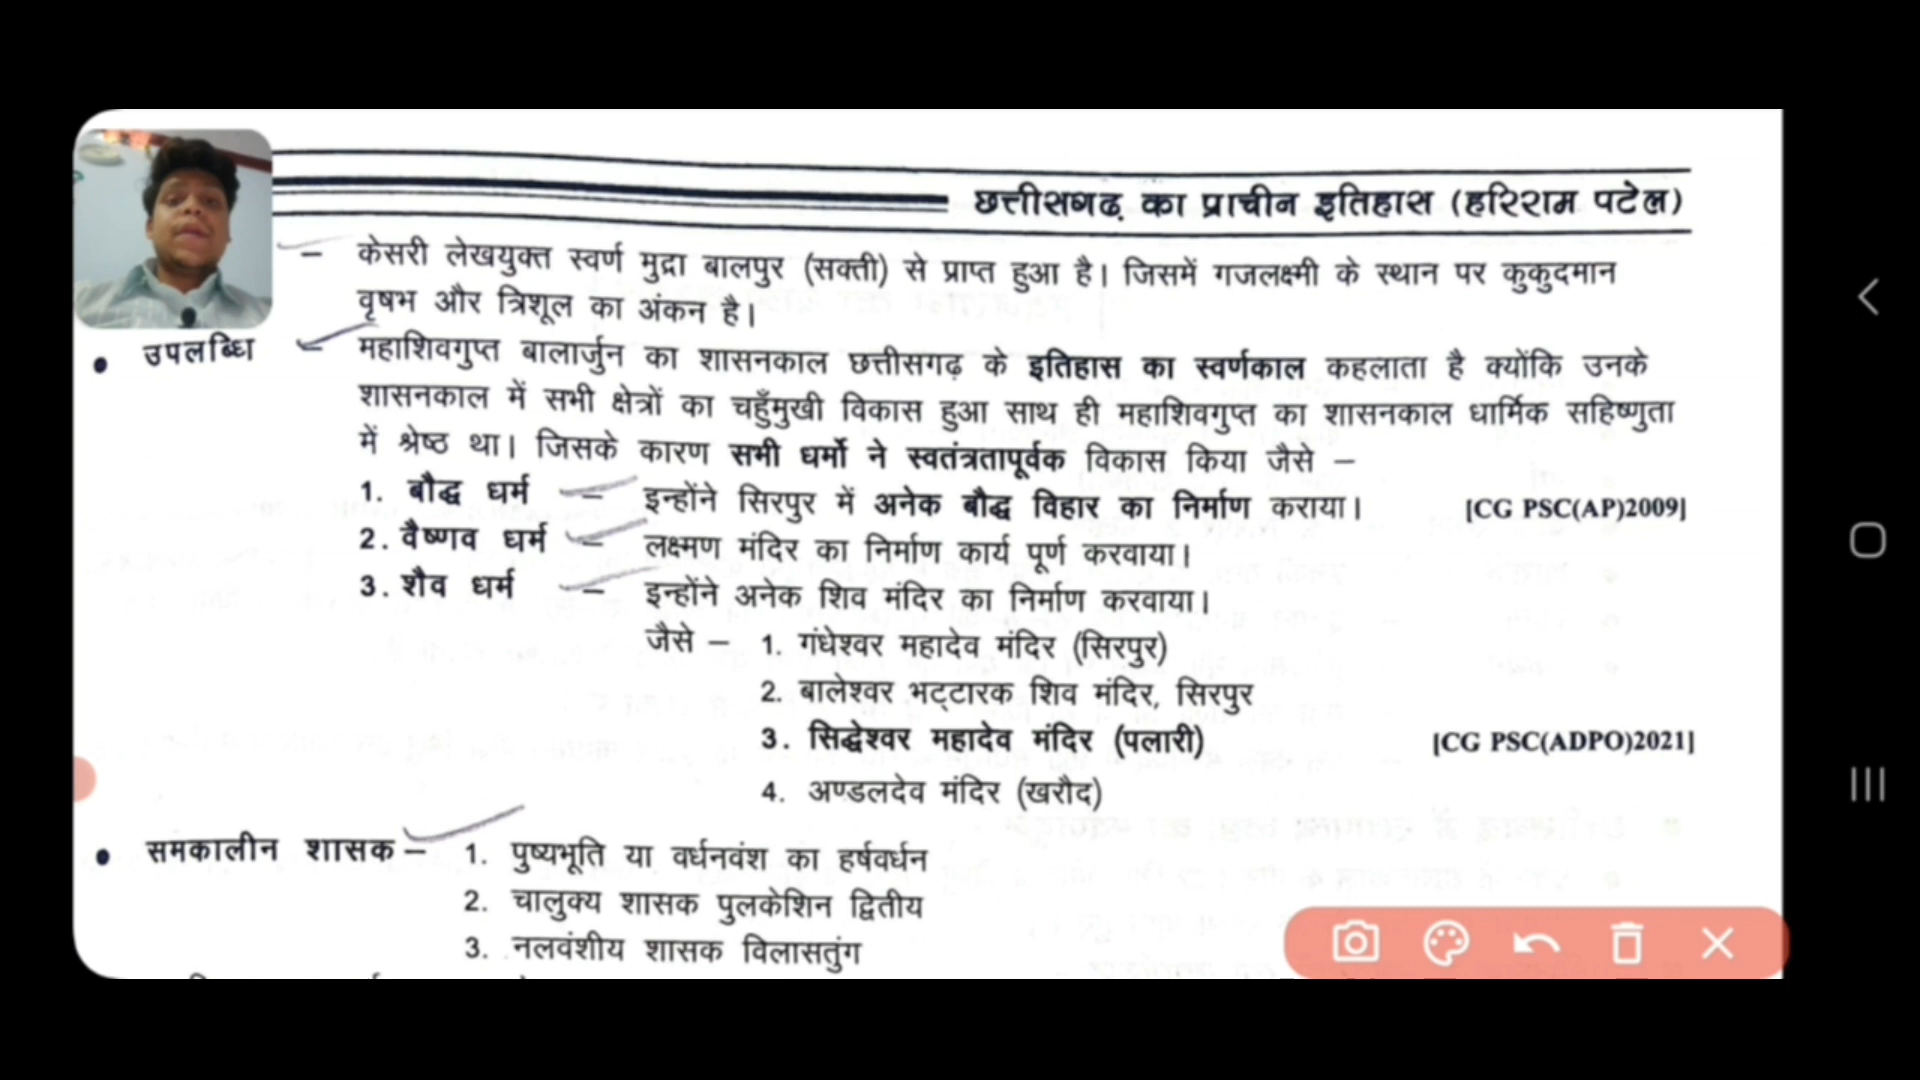 छत्तीसगढ़ का प्राचीन इतिहास (हरिराम पटेल)
– केसरी लेखयुक्त स्वर्ण मुद्रा बालपुर (सक्ती) से प्राप्त हुआ है। जिसमें गजलक्ष्मी के स्थान पर कुकुदमान
वृषभ और त्रिशूल का अंकन है।
• उपलब्धि – महाशिवगुप्त बालार्जुन का शासनकाल छत्तीसगढ़ के इतिहास का स्वर्णकाल कहलाता है क्योंकि उनके
शासनकाल में सभी क्षेत्रों का चहुँमुखी विकास हुआ साथ ही महाशिवगुप्त का शासनकाल धार्मिक सहिष्णुता
में श्रेष्ठ था। जिसके कारण सभी धर्मो ने स्वतंत्रतापूर्वक विकास किया जैसे –
1. बौद्ध धर्म – इन्होंने सिरपुर में अनेक बौद्ध विहार का निर्माण कराया। [CG PSC(AP)2009]
2. वैष्णव धर्म – लक्ष्मण मंदिर का निर्माण कार्य पूर्ण करवाया।
3. शैव धर्म – इन्होंने अनेक शिव मंदिर का निर्माण करवाया।
जैसे – 1. गंधेश्वर महादेव मंदिर (सिरपुर)
2. बालेश्वर भट्टारक शिव मंदिर, सिरपुर
3. सिद्धेश्वर महादेव मंदिर (पलारी) [CG PSC(ADPO)2021]
4. अण्डलदेव मंदिर (खरौद)
• समकालीन शासक – 1. पुष्यभूति या वर्धनवंश का हर्षवर्धन
2. चालुक्य शासक पुलकेशिन द्वितीय
3. नलवंशीय शासक विलासतुंग